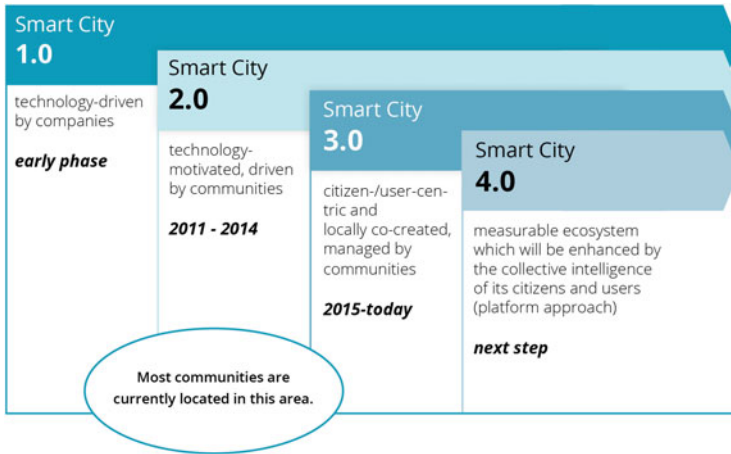 Smart City
1.0
technology-driven
by companies
early phase
Smart City
2.0
technology-
motivated, driven
by communities
2011 - 2014
Smart City
3.0
citizen-/user-cen-
tric and
locally co-created,
managed by
communities
2015-today
Smart City
4.0
measurable ecosystem
which will be enhanced by
the collective intelligence
of its citizens and users
(platform approach)
next step
Most communities are
currently located in this area.